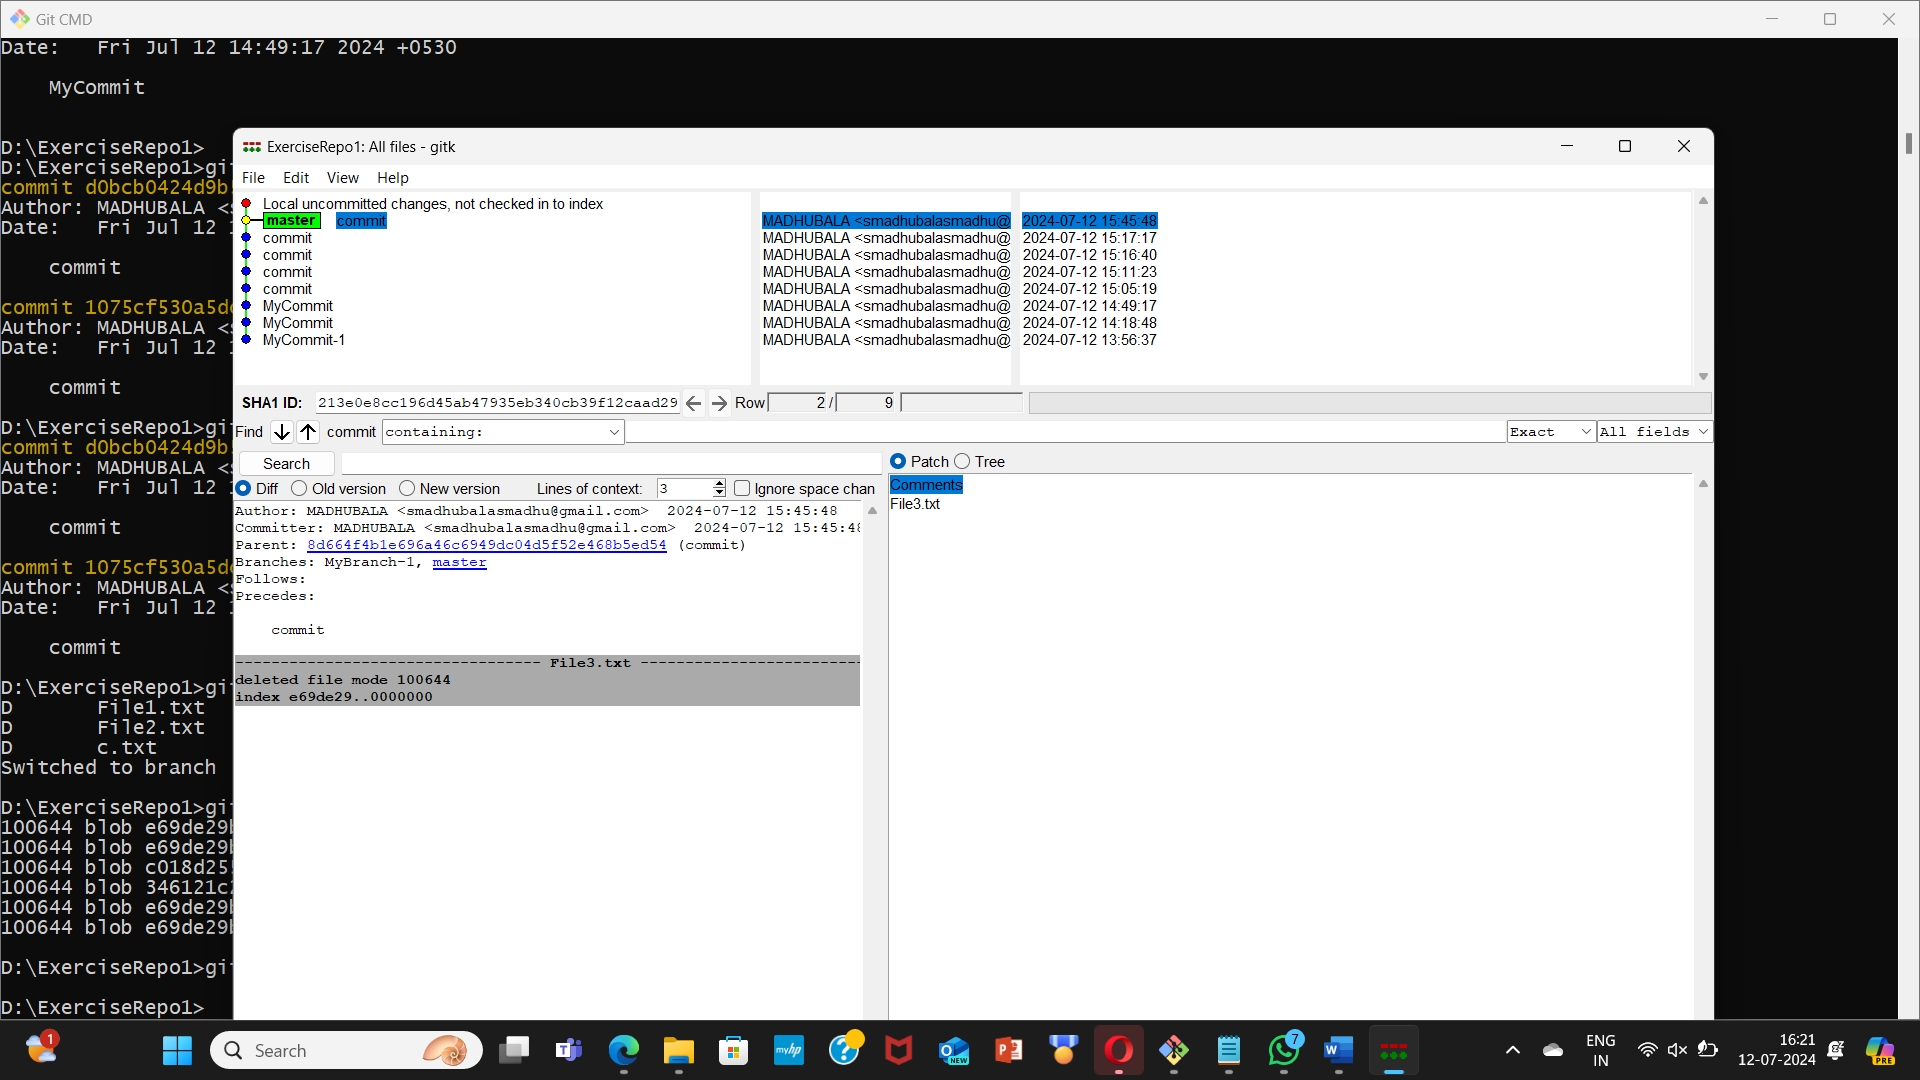 Git CMD
Date:   Fri Jul 12 14:49:17 2024 +0530
MyCommit
D:\ExerciseRepo1>
D:\ExerciseRepo1>gi
commit d0bcb0424d9b
Author: MADHUBALA <s
Date:   Fri Jul 12 1
commit
commit 1075cf530a5d
Author: MADHUBALA <s
Date:   Fri Jul 12 1
commit
D:\ExerciseRepo1>gi
commit d0bcb0424d9b
Author: MADHUBALA <s
Date:   Fri Jul 12 1
commit
commit 1075cf530a5d
Author: MADHUBALA <s
Date:   Fri Jul 12 1
commit
D:\ExerciseRepo1>gi
D       File1.txt
D       File2.txt
D       c.txt
Switched to branch
D:\ExerciseRepo1>gi
100644 blob e69de29b
100644 blob e69de29b
100644 blob c018d25
100644 blob 346121c
100644 blob e69de29b
100644 blob e69de29b
D:\ExerciseRepo1>gi
D:\ExerciseRepo1>
ExerciseRepo1: All files - gitk
File Edit View Help
Local uncommitted changes, not checked in to index
master commit MADHUBALA <smadhubalasmadhu@ 2024-07-12 15:45:48
commit MADHUBALA <smadhubalasmadhu@ 2024-07-12 15:17:17
commit MADHUBALA <smadhubalasmadhu@ 2024-07-12 15:16:40
commit MADHUBALA <smadhubalasmadhu@ 2024-07-12 15:11:23
commit MADHUBALA <smadhubalasmadhu@ 2024-07-12 15:05:19
MyCommit MADHUBALA <smadhubalasmadhu@ 2024-07-12 14:49:17
MyCommit MADHUBALA <smadhubalasmadhu@ 2024-07-12 14:18:48
MyCommit-1 MADHUBALA <smadhubalasmadhu@ 2024-07-12 13:56:37
SHA1 ID: 213e0e8cc196d45ab47935eb340cb39f12caad29 Row 2 / 9
Find commit containing: Exact All fields
Search
Patch Tree
Diff Old version New version Lines of context: 3 Ignore space chan
Comments
File3.txt
Author: MADHUBALA <smadhubalasmadhu@gmail.com>  2024-07-12 15:45:48
Committer: MADHUBALA <smadhubalasmadhu@gmail.com>  2024-07-12 15:45:48
Parent: 8d664f4b1e696a46c6949dc04d5f52e468b5ed54 (commit)
Branches: MyBranch-1, master
Follows:
Precedes:
commit
---------------------------------- File3.txt -------------------------
deleted file mode 100644
index e69de29..0000000
1
Search
myhp
NEW
7
ENG
IN
16:21
12-07-2024
PRE